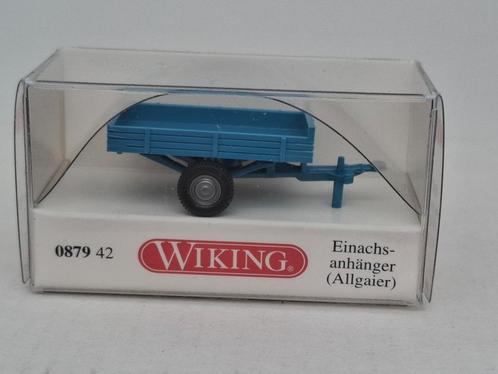 0879 42
WIKING®
Einachs-
anhänger
(Allgaier)